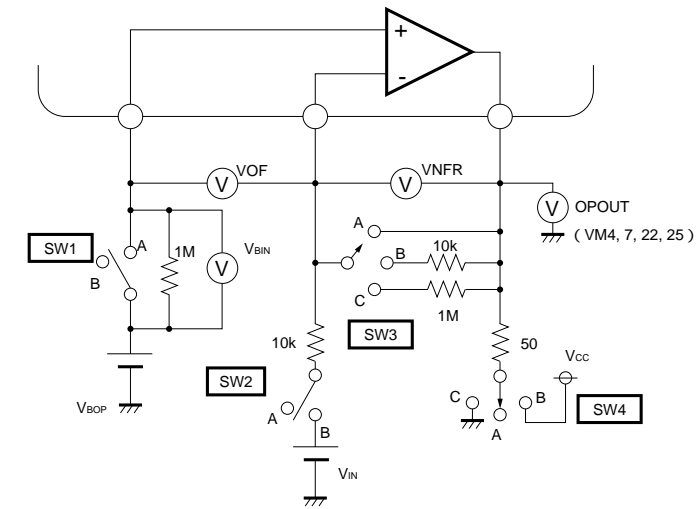 +
-
V VOF
V VNFR
V OPOUT
( VM4, 7, 22, 25 )
SW1
A
B
1M
V VBIN
A
B 10k
C
1M
10k SW3
50
SW2
A
B
VCC
C
B
A
SW4
VBOP
VIN